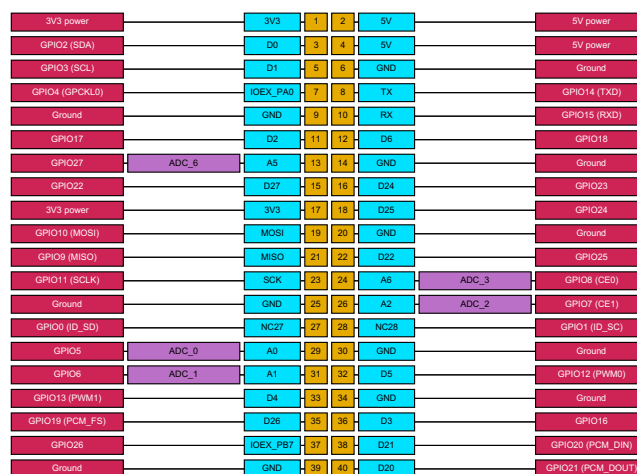 3V3 power 3V3 1 2 5V 5V power
GPIO2 (SDA) D0 3 4 5V 5V power
GPIO3 (SCL) D1 5 6 GND Ground
GPIO4 (GPCKL0) IOEX_PA0 7 8 TX GPIO14 (TXD)
Ground GND 9 10 RX GPIO15 (RXD)
GPIO17 D2 11 12 D6 GPIO18
GPIO27 ADC_6 A5 13 14 GND Ground
GPIO22 D27 15 16 D24 GPIO23
3V3 power 3V3 17 18 D25 GPIO24
GPIO10 (MOSI) MOSI 19 20 GND Ground
GPIO9 (MISO) MISO 21 22 D22 GPIO25
GPIO11 (SCLK) SCK 23 24 A6 ADC_3 GPIO8 (CE0)
Ground GND 25 26 A2 ADC_2 GPIO7 (CE1)
GPIO0 (ID_SD) NC27 27 28 NC28 GPIO1 (ID_SC)
GPIO5 ADC_0 A0 29 30 GND Ground
GPIO6 ADC_1 A1 31 32 D5 GPIO12 (PWM0)
GPIO13 (PWM1) D4 33 34 GND Ground
GPIO19 (PCM_FS) D26 35 36 D3 GPIO16
GPIO26 IOEX_PB7 37 38 D21 GPIO20 (PCM_DIN)
Ground GND 39 40 D20 GPIO21 (PCM_DOUT)